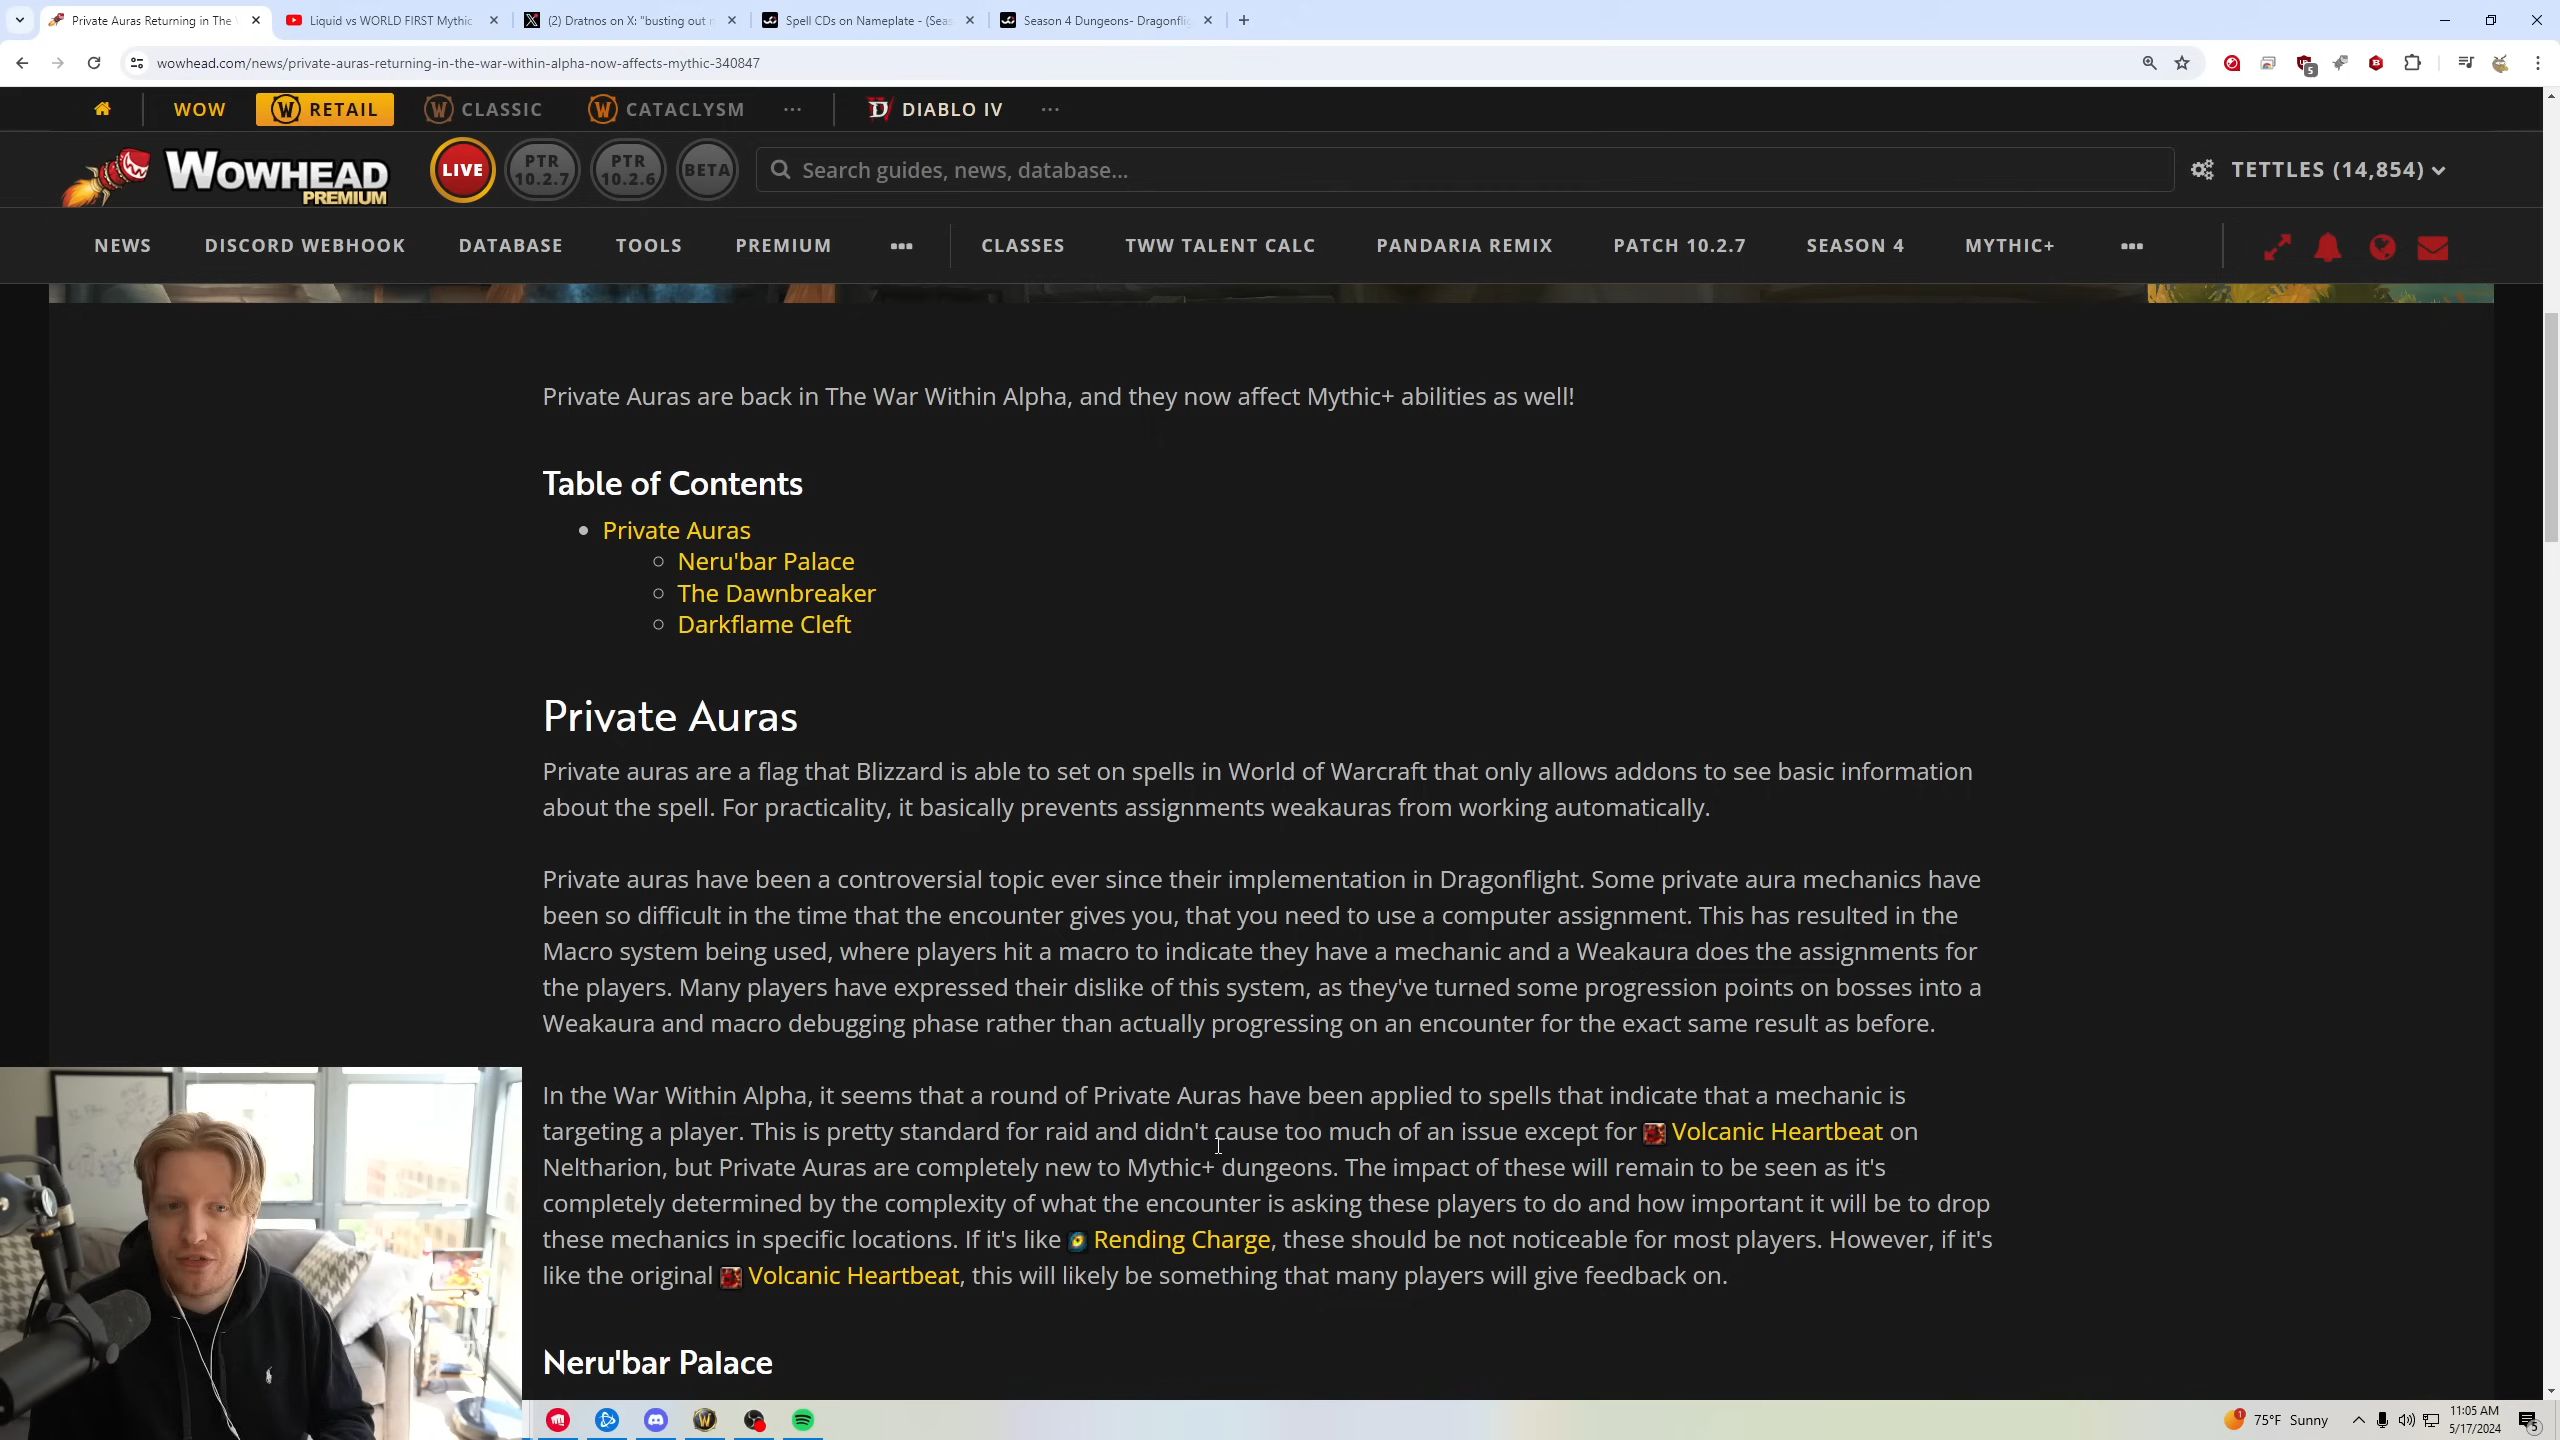 Private Auras Returning in The
Liquid vs WORLD FIRST Mythic
(2) Dratnos on X: "busting out
Spell CDs on Nameplate - (Sea
Season 4 Dungeons- Dragonflig
wowhead.com/news/private-auras-returning-in-the-war-within-alpha-now-affects-mythic-340847
WOW RETAIL CLASSIC CATACLYSM ... DIABLO IV ...
WOWHEAD
PREMIUM
LIVE
PTR
10.2.7
PTR
10.2.6
BETA
Search guides, news, database...
TETTLES (14,854)
NEWS DISCORD WEBHOOK DATABASE TOOLS PREMIUM ... CLASSES TWW TALENT CALC PANDARIA REMIX PATCH 10.2.7 SEASON 4 MYTHIC+ ...
Private Auras are back in The War Within Alpha, and they now affect Mythic+ abilities as well!
Table of Contents
• Private Auras
○ Neru'bar Palace
○ The Dawnbreaker
○ Darkflame Cleft
Private Auras
Private auras are a flag that Blizzard is able to set on spells in World of Warcraft that only allows addons to see basic information
about the spell. For practicality, it basically prevents assignments weakauras from working automatically.
Private auras have been a controversial topic ever since their implementation in Dragonflight. Some private aura mechanics have
been so difficult in the time that the encounter gives you, that you need to use a computer assignment. This has resulted in the
Macro system being used, where players hit a macro to indicate they have a mechanic and a Weakaura does the assignments for
the players. Many players have expressed their dislike of this system, as they've turned some progression points on bosses into a
Weakaura and macro debugging phase rather than actually progressing on an encounter for the exact same result as before.
In the War Within Alpha, it seems that a round of Private Auras have been applied to spells that indicate that a mechanic is
targeting a player. This is pretty standard for raid and didn't cause too much of an issue except for Volcanic Heartbeat on
Neltharion, but Private Auras are completely new to Mythic+ dungeons. The impact of these will remain to be seen as it's
completely determined by the complexity of what the encounter is asking these players to do and how important it will be to drop
these mechanics in specific locations. If it's like Rending Charge, these should be not noticeable for most players. However, if it's
like the original Volcanic Heartbeat, this will likely be something that many players will give feedback on.
Neru'bar Palace
75°F Sunny
11:05 AM
5/17/2024
5